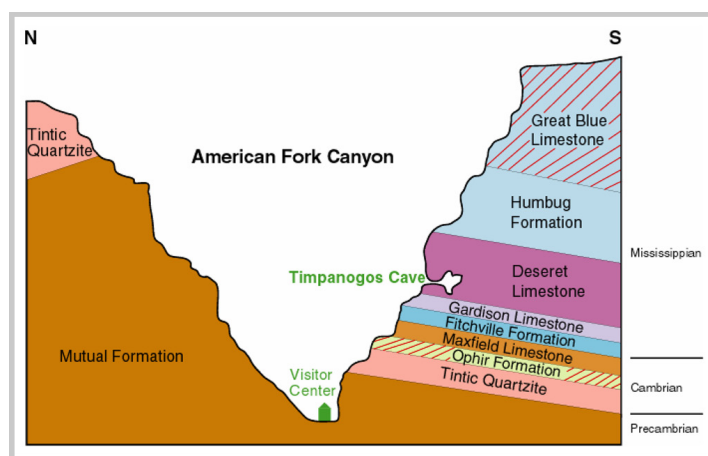 N
S
Tintic
Quartzite
American Fork Canyon
Great Blue
Limestone
Humbug
Formation
Mississippian
Timpanogos Cave
Deseret
Limestone
Gardison Limestone
Fitchville Formation
Maxfield Limestone
Ophir Formation
Mutual Formation
Visitor
Center
Tintic Quartzite
Cambrian
Precambrian